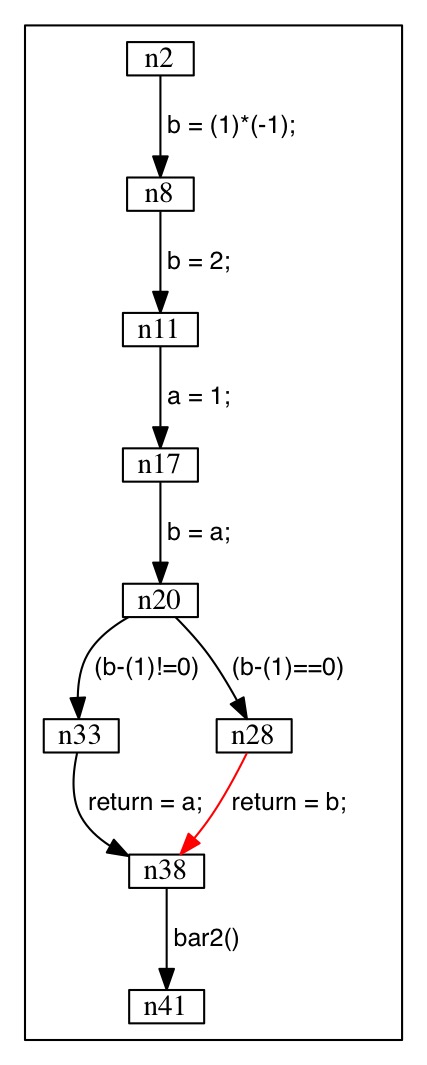 n2
b = (1)*(-1);
n8
b = 2;
n11
a = 1;
n17
b = a;
n20
(b-(1)!=0) (b-(1)==0)
n33 n28
return = a; return = b;
n38
bar2()
n41